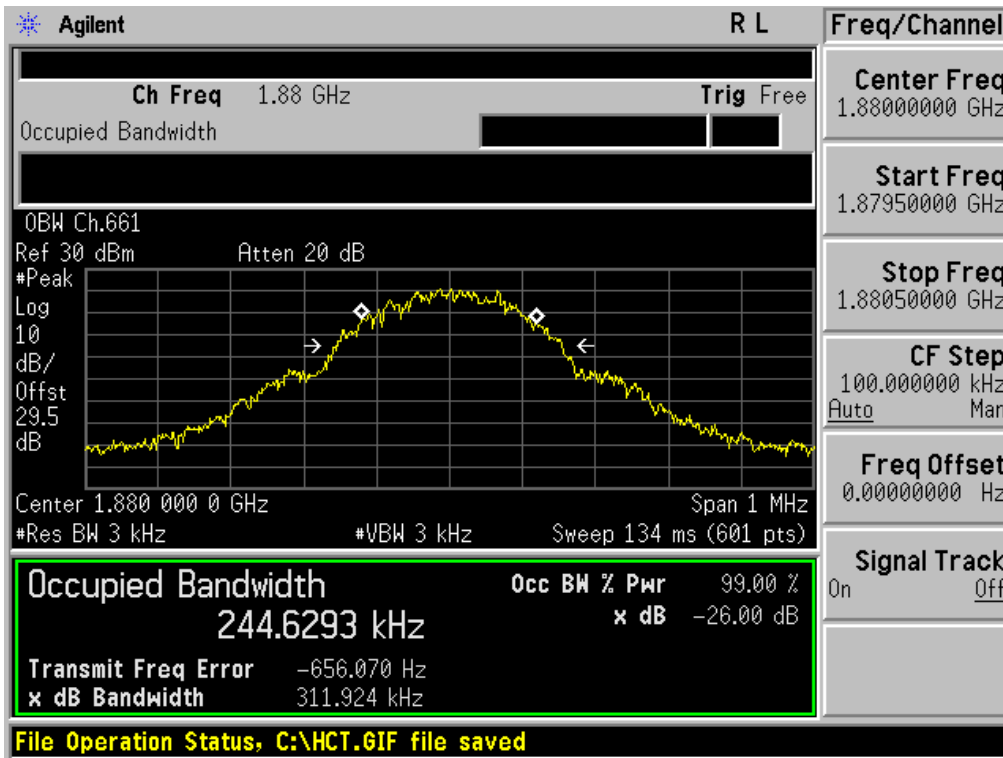 Agilent
R L
Freq/Channel
Ch Freq 1.88 GHz
Trig Free
Occupied Bandwidth
Center Freq
1.88000000 GHz
Start Freq
1.87950000 GHz
Stop Freq
1.88050000 GHz
CF Step
100.000000 kHz
Auto Man
Freq Offset
0.00000000 Hz
Signal Track
On Off
OBW Ch.661
Ref 30 dBm
Atten 20 dB
#Peak
Log
10
dB/
Offst
29.5
dB
Center 1.880 000 0 GHz
Span 1 MHz
#Res BW 3 kHz
#VBW 3 kHz
Sweep 134 ms (601 pts)
Occupied Bandwidth
244.6293 kHz
Occ BW % Pwr 99.00 %
x dB -26.00 dB
Transmit Freq Error -656.070 Hz
x dB Bandwidth 311.924 kHz
File Operation Status, C:\HCT.GIF file saved